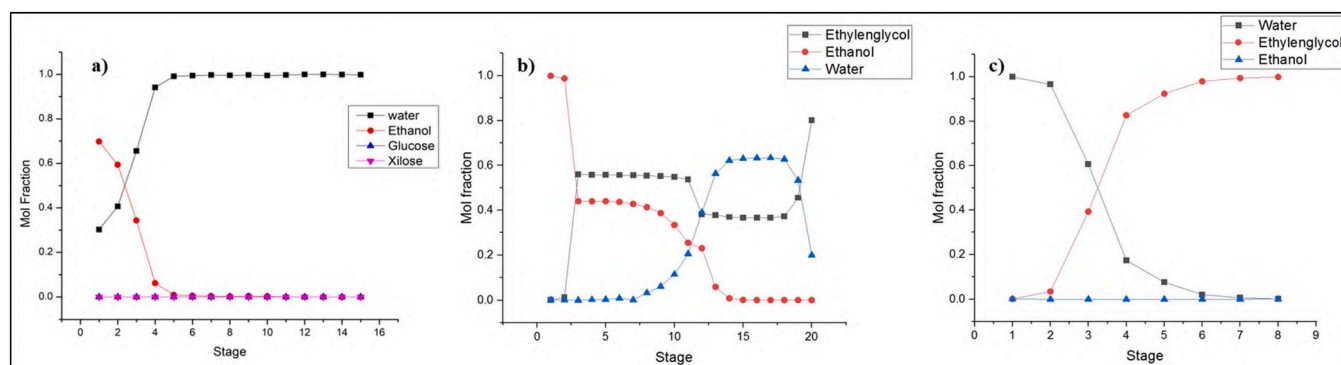 a)
1.0
0.8
0.6
0.4
0.2
0.0
Mol Fraction
water
Ethanol
Glucose
Xilose
0 2 4 6 8 10 12 14 16
Stage
Ethylenglycol
Ethanol
Water
b)
1.0
0.8
0.6
0.4
0.2
0.0
Mol fraction
0 5 10 15 20
Stage
Water
Ethylenglycol
Ethanol
c)
1.0
0.8
0.6
0.4
0.2
0.0
Mol fraction
0 1 2 3 4 5 6 7 8 9
Stage